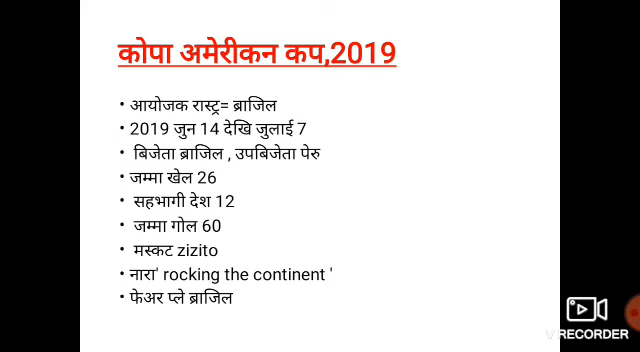 कोपा अमेरीकन कप,2019
• आयोजक रास्ट्र= ब्राजिल
• 2019 जुन 14 देखि जुलाई 7
• बिजेता ब्राजिल , उपबिजेता पेरु
• जम्मा खेल 26
• सहभागी देश 12
• जम्मा गोल 60
• मस्कट zizito
• नारा' rocking the continent '
• फेअर प्ले ब्राजिल
V RECORDER